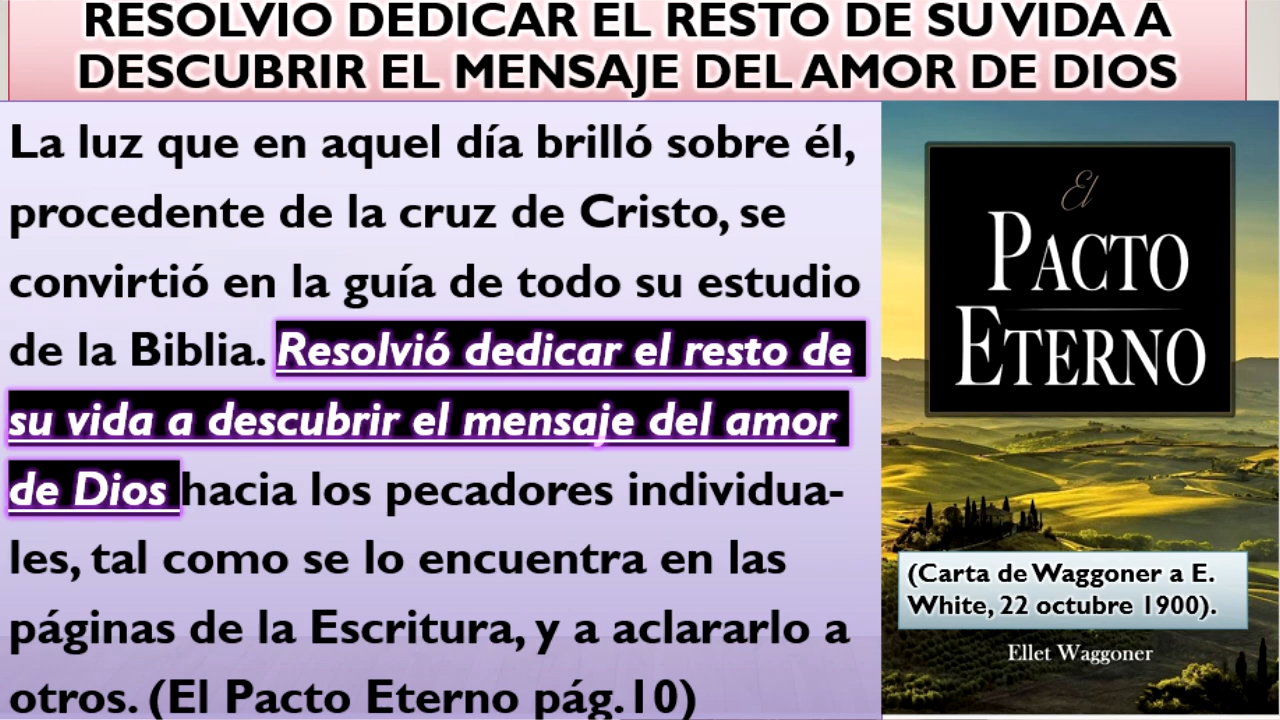 RESOLVIÓ DEDICAR EL RESTO DE SU VIDA A
DESCUBRIR EL MENSAJE DEL AMOR DE DIOS
La luz que en aquel día brilló sobre él,
procedente de la cruz de Cristo, se
convirtió en la guía de todo su estudio
de la Biblia. Resolvió dedicar el resto de
su vida a descubrir el mensaje del amor
de Dios hacia los pecadores individua-
les, tal como se lo encuentra en las
páginas de la Escritura, y a aclararlo a
otros. (El Pacto Eterno pág.10)
El
PACTO
ETERNO
(Carta de Waggoner a E.
White, 22 octubre 1900).
Ellet Waggoner